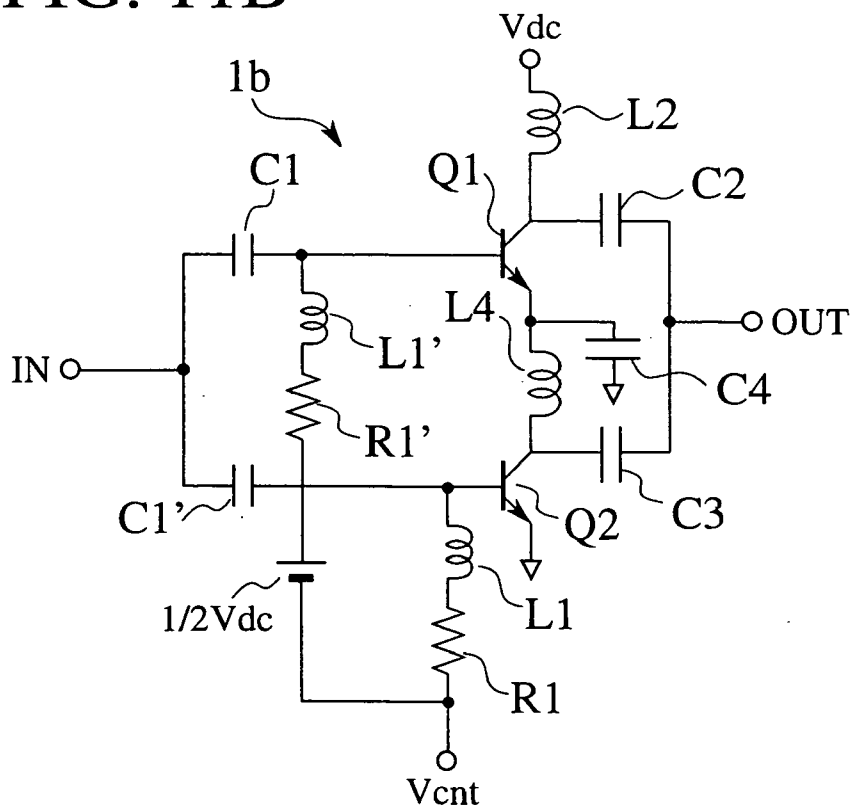 FIG. 11B
Vdc
1b
L2
C1
Q1
C2
L4
OUT
L1'
IN
C4
R1'
C1'
Q2
C3
1/2Vdc
L1
R1
Vcnt